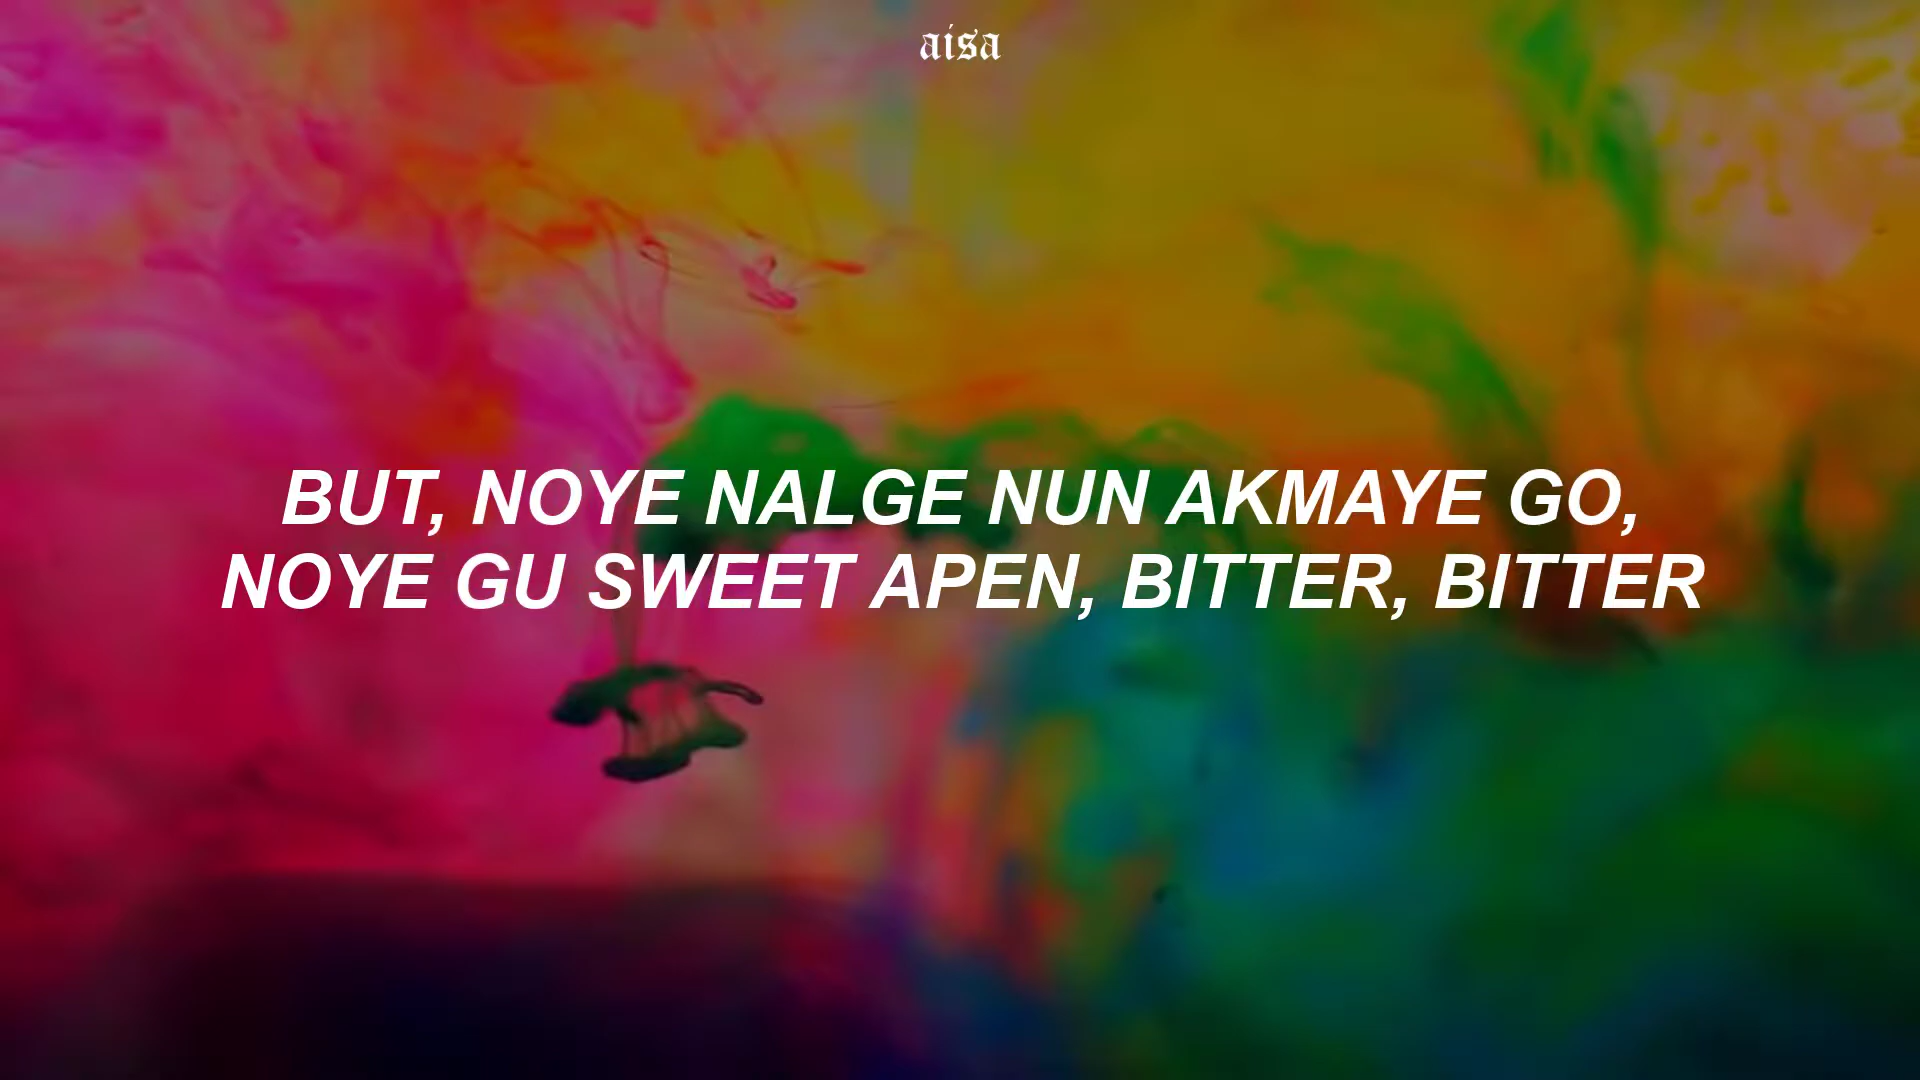 aisa
BUT, NOYE NALGE NUN AKMAYE GO,
NOYE GU SWEET APEN, BITTER, BITTER